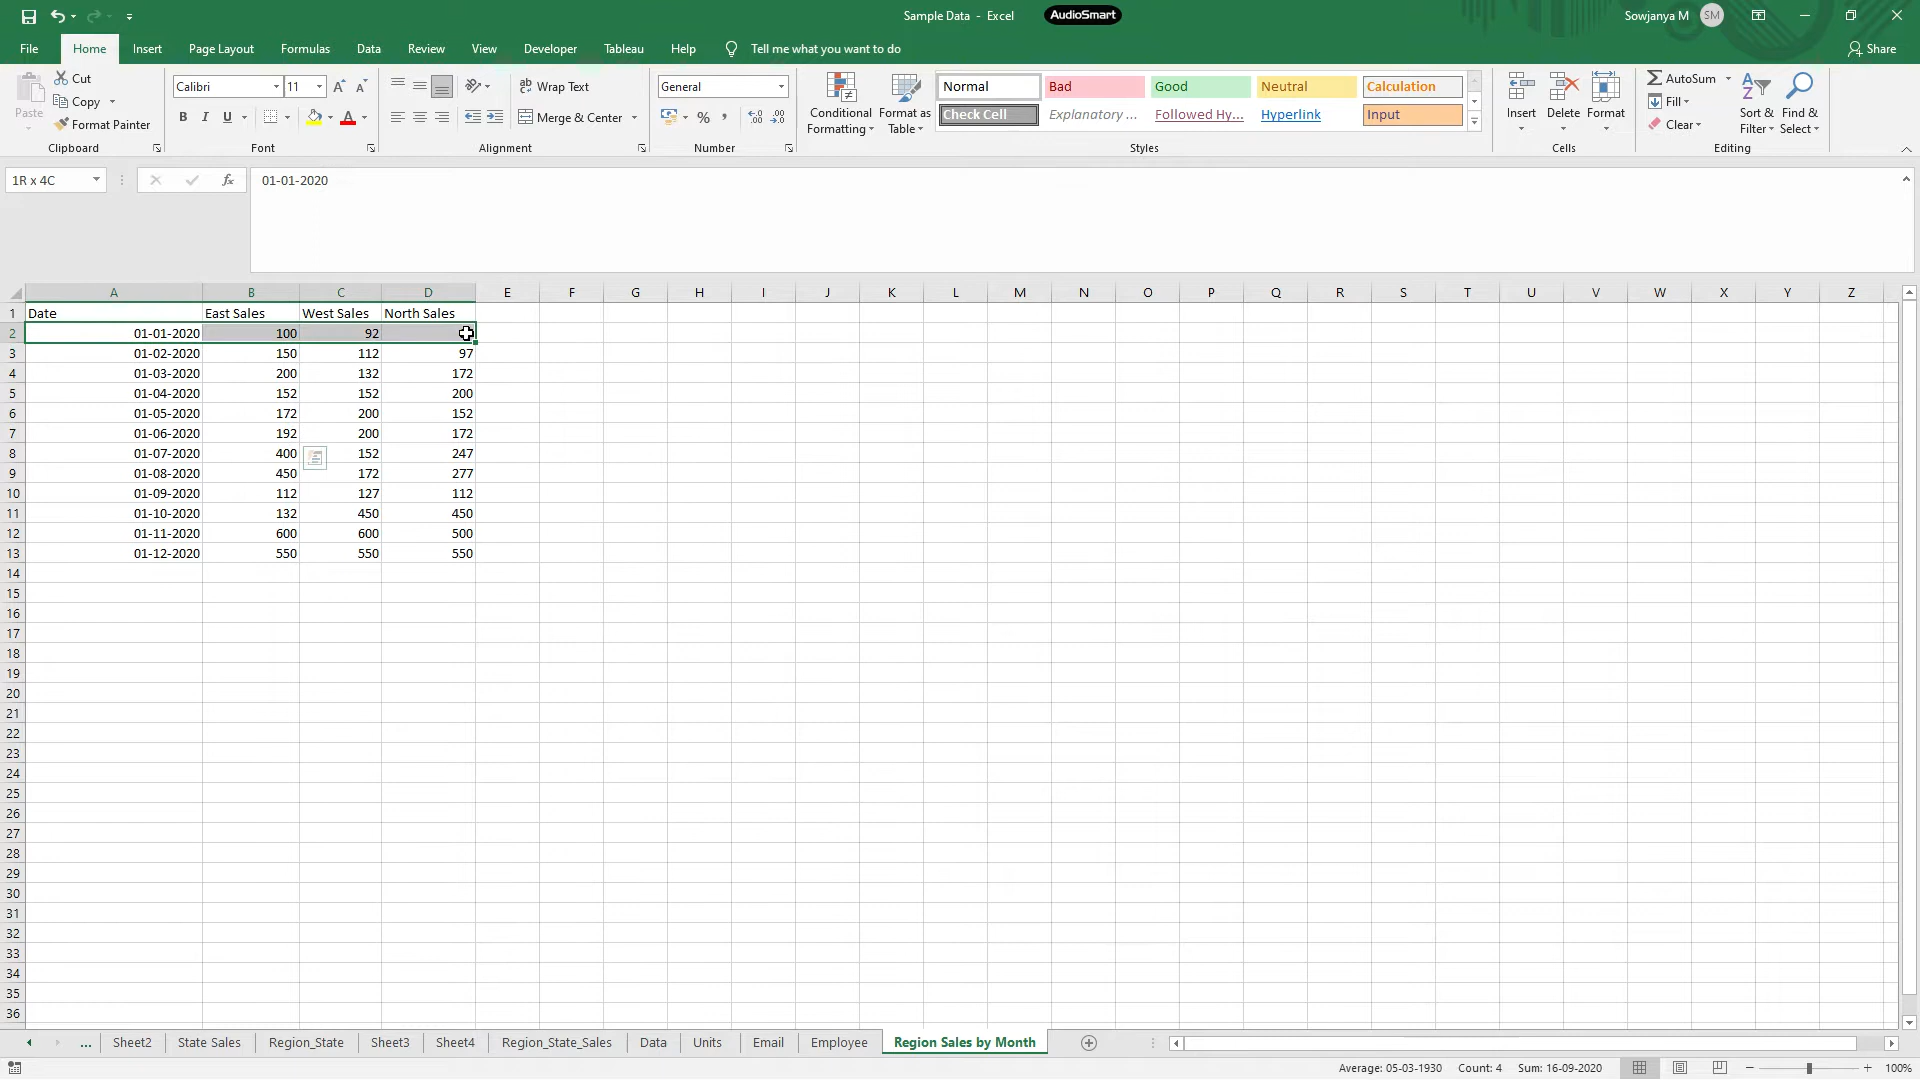 Sample Data - Excel
AudioSmart
Sowjanya M
SM
File Home Insert Page Layout Formulas Data Review View Developer Tableau Help Tell me what you want to do
Share
Paste
Cut
Copy
Format Painter
Clipboard
Calibri
11
B I U
Font
Wrap Text
Merge & Center
Alignment
General
Number
Conditional Formatting
Format as Table
Normal Bad Good Neutral Calculation
Check Cell Explanatory ... Followed Hy... Hyperlink Input
Styles
Insert Delete Format
Cells
AutoSum
Fill
Clear
Sort & Filter
Find & Select
Editing
1R x 4C
fx
01-01-2020
A B C D E F G H I J K L M N O P Q R S T U V W X Y Z
1 Date East Sales West Sales North Sales
2 01-01-2020 100 92
3 01-02-2020 150 112 97
4 01-03-2020 200 132 172
5 01-04-2020 152 152 200
6 01-05-2020 172 200 152
7 01-06-2020 192 200 172
8 01-07-2020 400 152 247
9 01-08-2020 450 172 277
10 01-09-2020 112 127 112
11 01-10-2020 132 450 450
12 01-11-2020 600 600 500
13 01-12-2020 550 550 550
14
15
16
17
18
19
20
21
22
23
24
25
26
27
28
29
30
31
32
33
34
35
36
... Sheet2 State Sales Region_State Sheet3 Sheet4 Region_State_Sales Data Units Email Employee Region Sales by Month
Average: 05-03-1930 Count: 4 Sum: 16-09-2020
100%